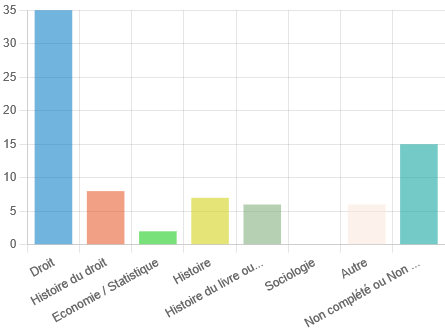 35
30
25
20
15
10
5
0
Droit
Histoire du droit
Economie / Statistique
Histoire
Histoire du livre ou...
Sociologie
Autre
Non complété ou Non ...